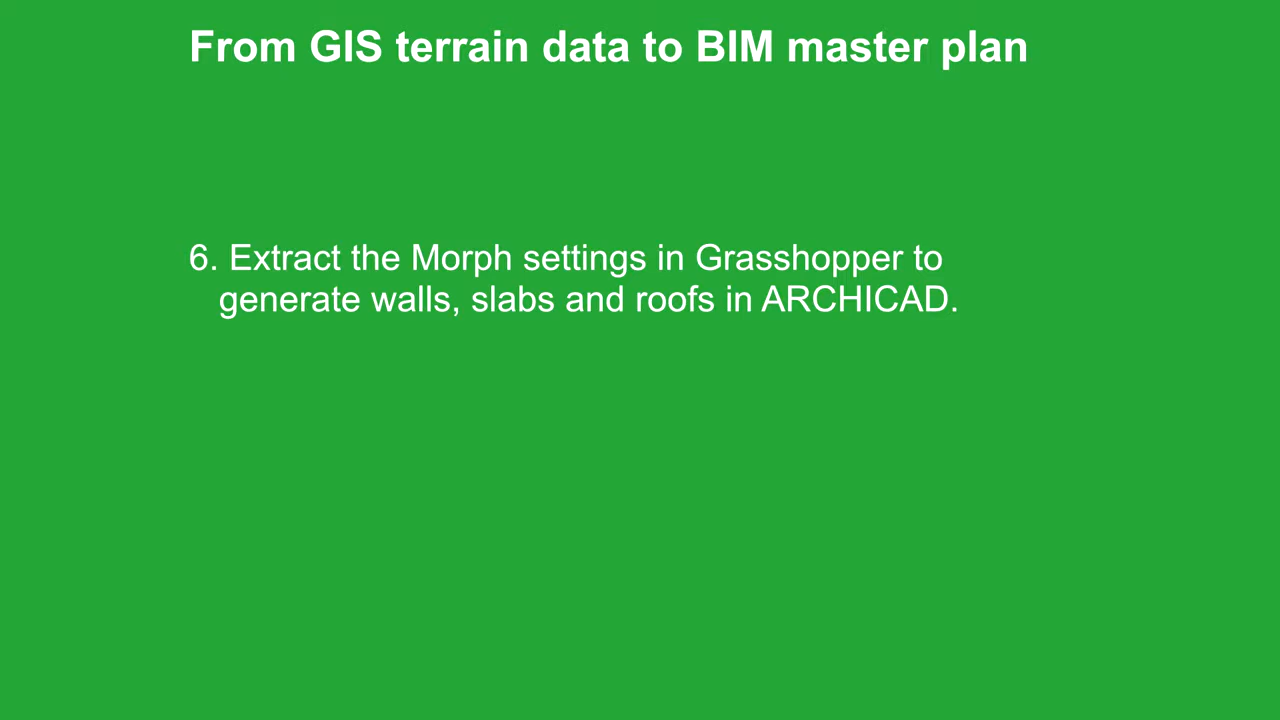 From GIS terrain data to BIM master plan
6. Extract the Morph settings in Grasshopper to
generate walls, slabs and roofs in ARCHICAD.